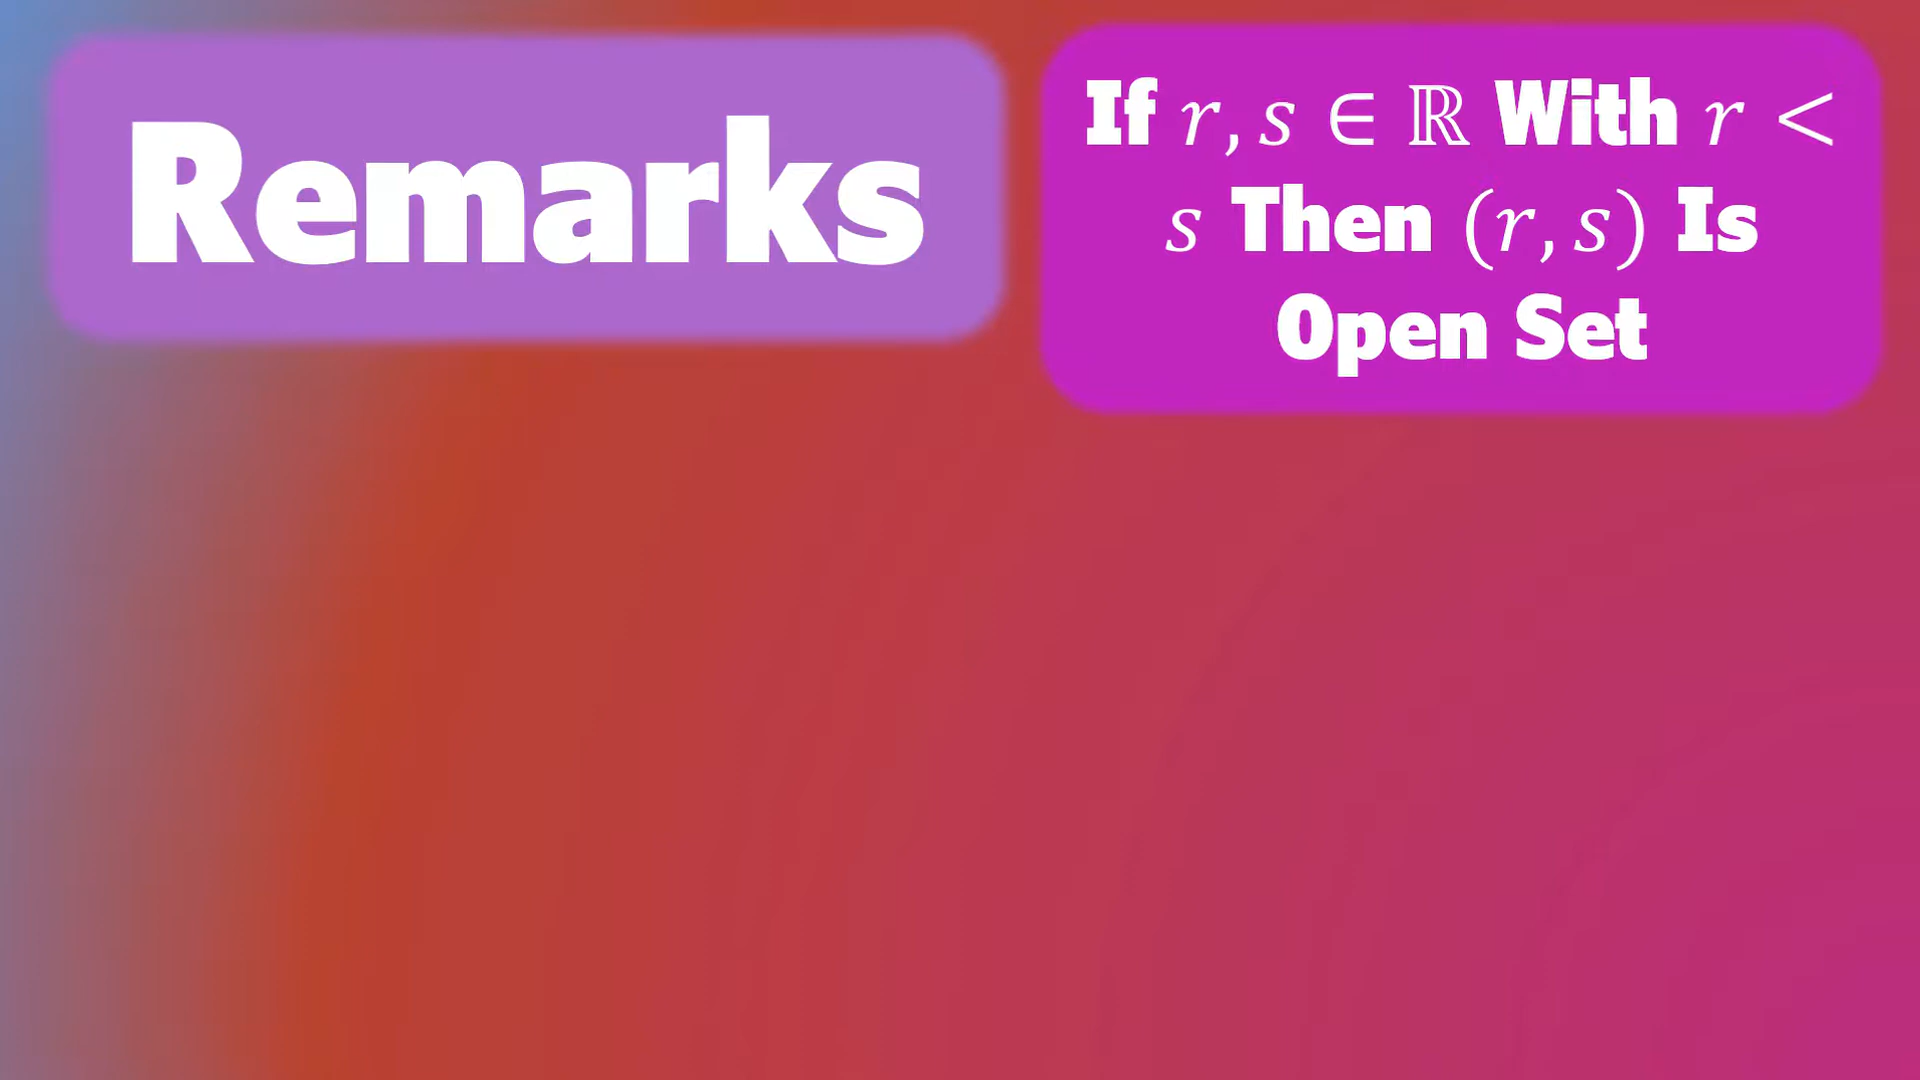 Remarks
If 𝑟, 𝑠 ∈ ℝ With 𝑟 <
𝑠 Then (𝑟, 𝑠) Is
Open Set